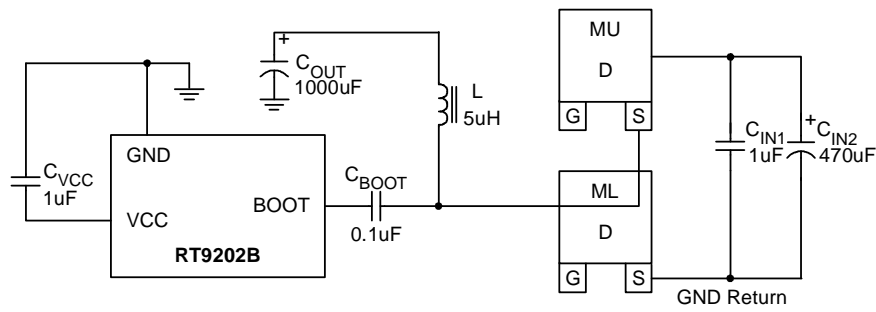 MU
D
G
S
+
C_OUT
1000uF
L
5uH
C_IN1
1uF
+
C_IN2
470uF
GND
C_VCC
1uF
VCC
BOOT
RT9202B
C_BOOT
0.1uF
ML
D
G
S
GND Return